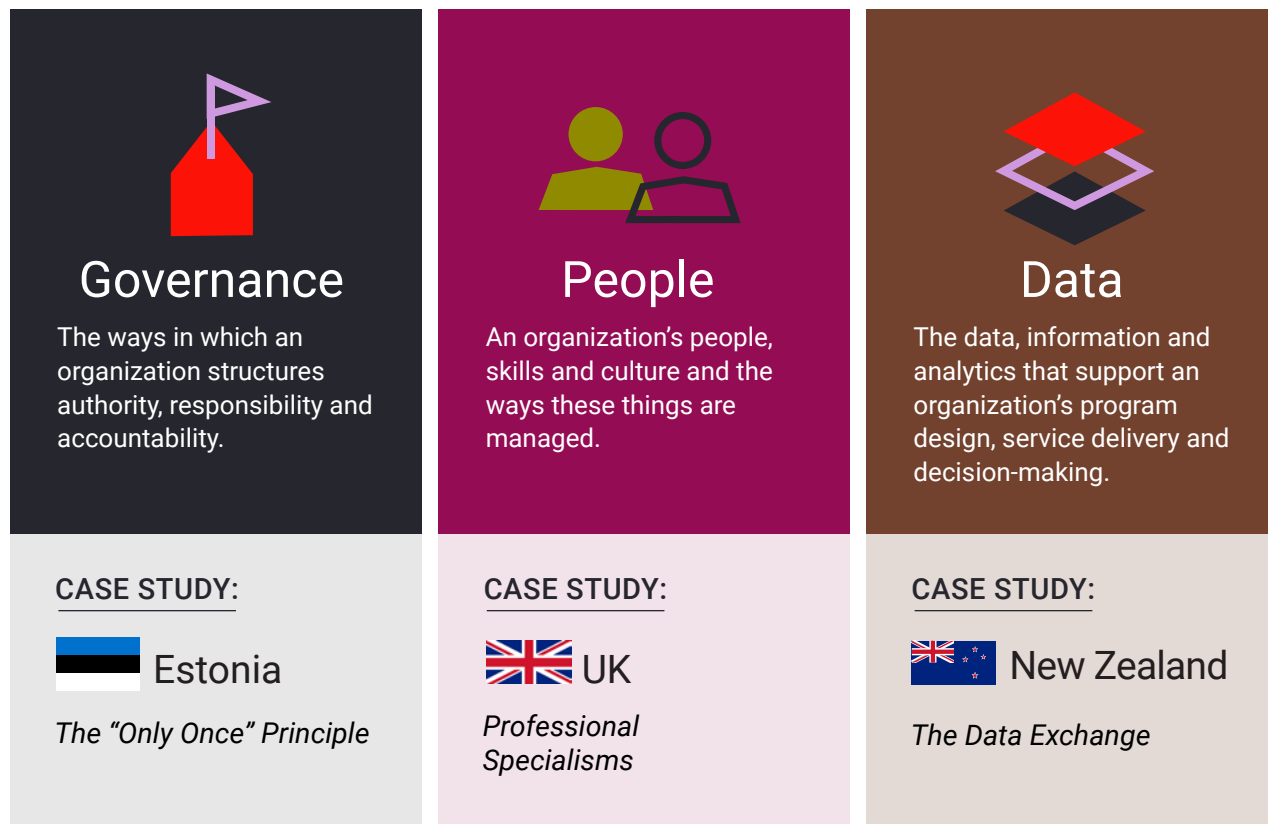 Governance
The ways in which an
organization structures
authority, responsibility and
accountability.
CASE STUDY:
Estonia
The “Only Once” Principle
People
An organization’s people,
skills and culture and the
ways these things are
managed.
CASE STUDY:
UK
Professional
Specialisms
Data
The data, information and
analytics that support an
organization’s program
design, service delivery and
decision-making.
CASE STUDY:
New Zealand
The Data Exchange